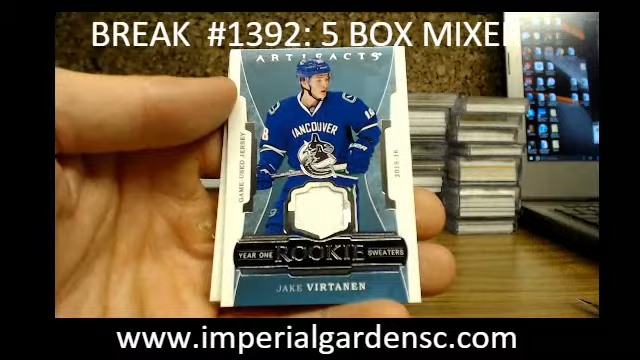 BREAK #1392: 5 BOX MIXE
ARTIFACTS
VANCOUVER
18
GAME-USED JERSEY
2015-16
YEAR ONE ROOKIE SWEATERS
JAKE VIRTANEN
www.imperialgardensc.com